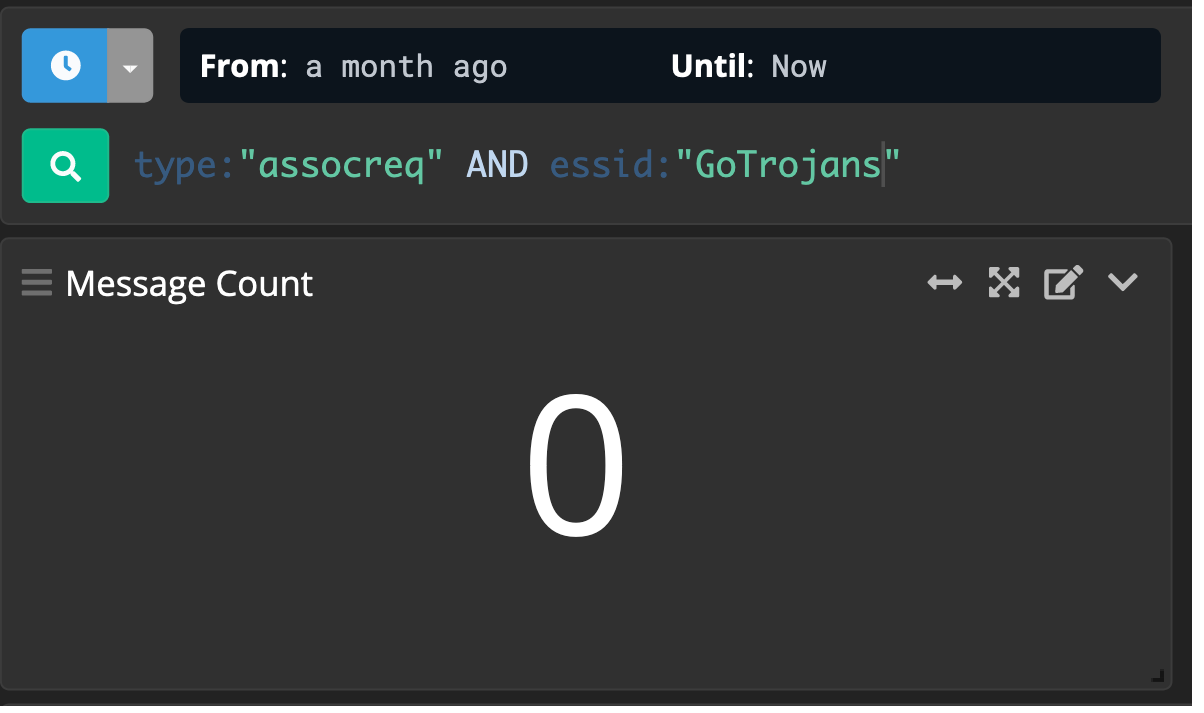 From: a month ago Until: Now
type:"assocreq" AND essid:"GoTrojans"
Message Count
0